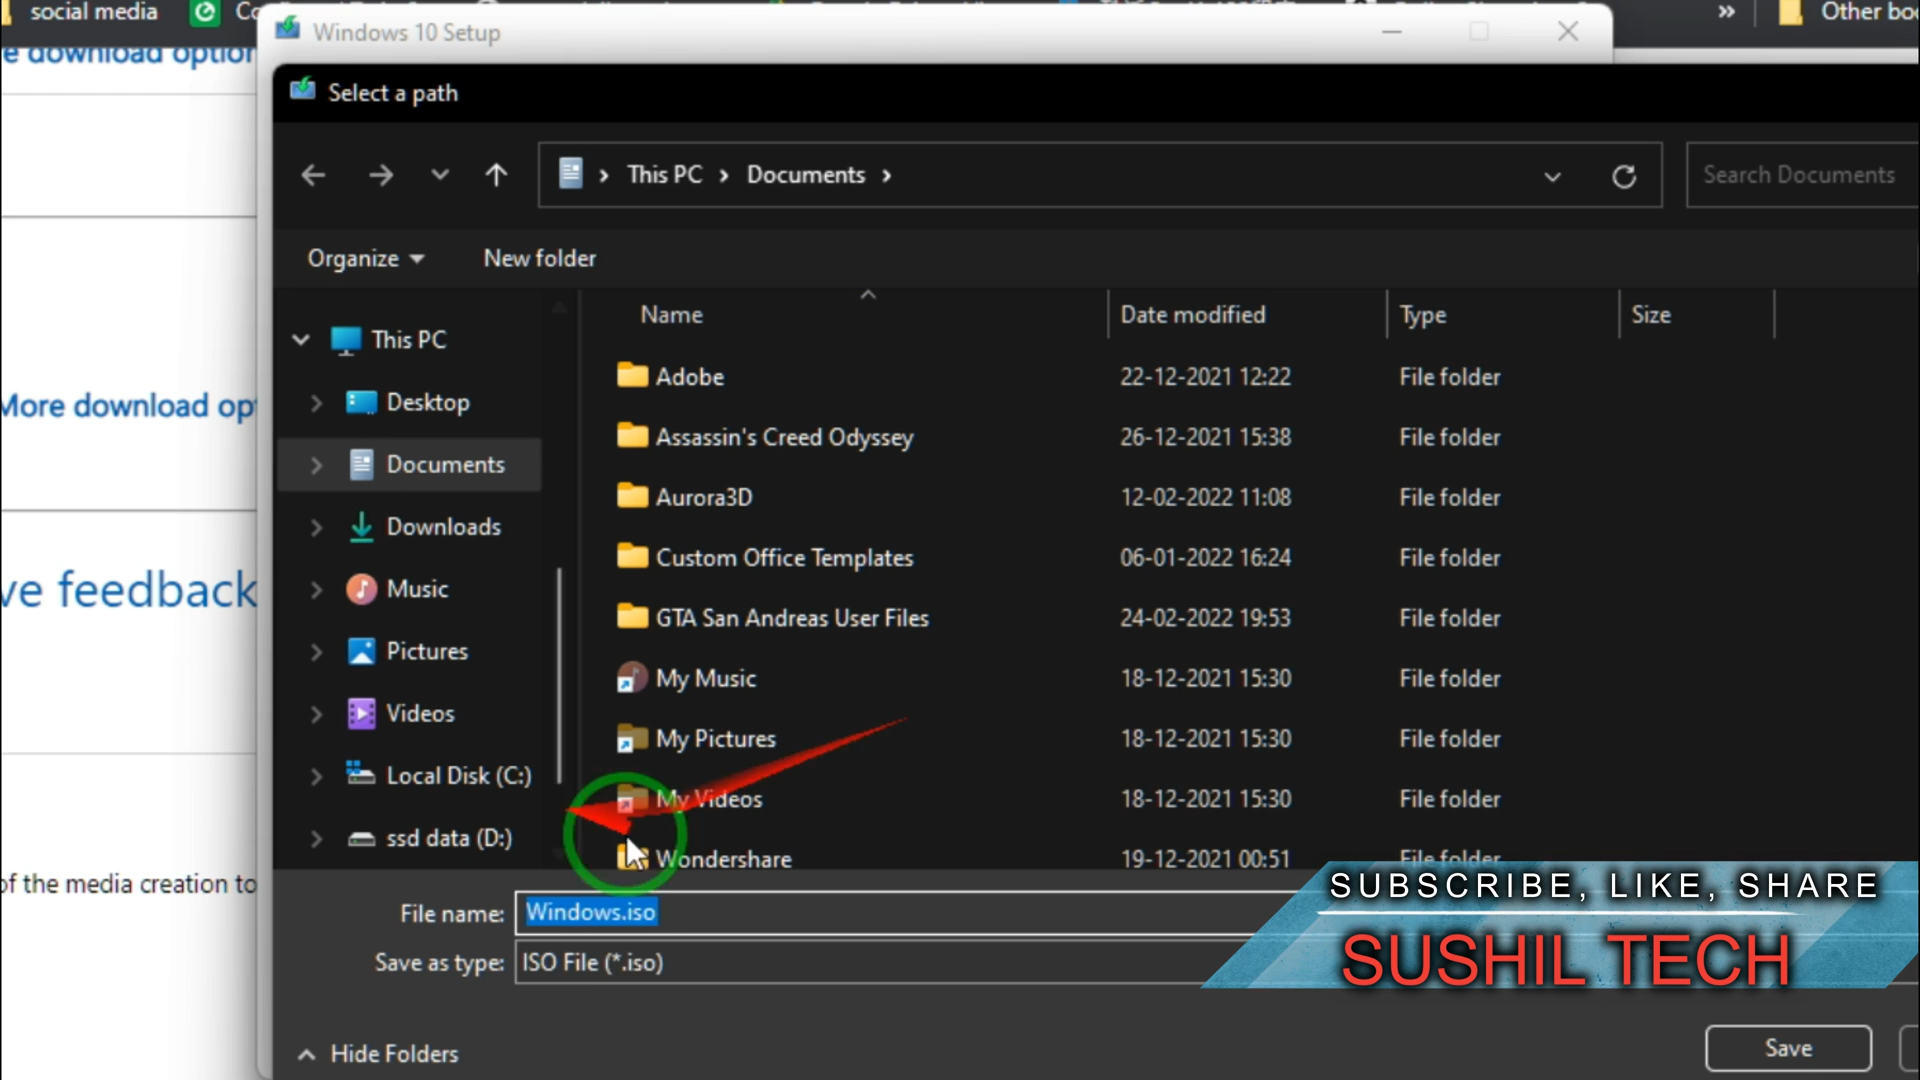 social media
Other boo
Windows 10 Setup
e download option
Select a path
This PC
Documents
Search Documents
Organize
New folder
Name
Date modified
Type
Size
This PC
Desktop
Documents
Downloads
Music
Pictures
Videos
Local Disk (C:)
ssd data (D:)
Adobe 22-12-2021 12:22 File folder
Assassin's Creed Odyssey 26-12-2021 15:38 File folder
Aurora3D 12-02-2022 11:08 File folder
Custom Office Templates 06-01-2022 16:24 File folder
GTA San Andreas User Files 24-02-2022 19:53 File folder
My Music 18-12-2021 15:30 File folder
My Pictures 18-12-2021 15:30 File folder
My Videos 18-12-2021 15:30 File folder
Wondershare 19-12-2021 00:51 File folder
More download opt
ve feedback
of the media creation to
File name: Windows.iso
Save as type: ISO File (*.iso)
Hide Folders
Save
SUBSCRIBE, LIKE, SHARE
SUSHIL TECH